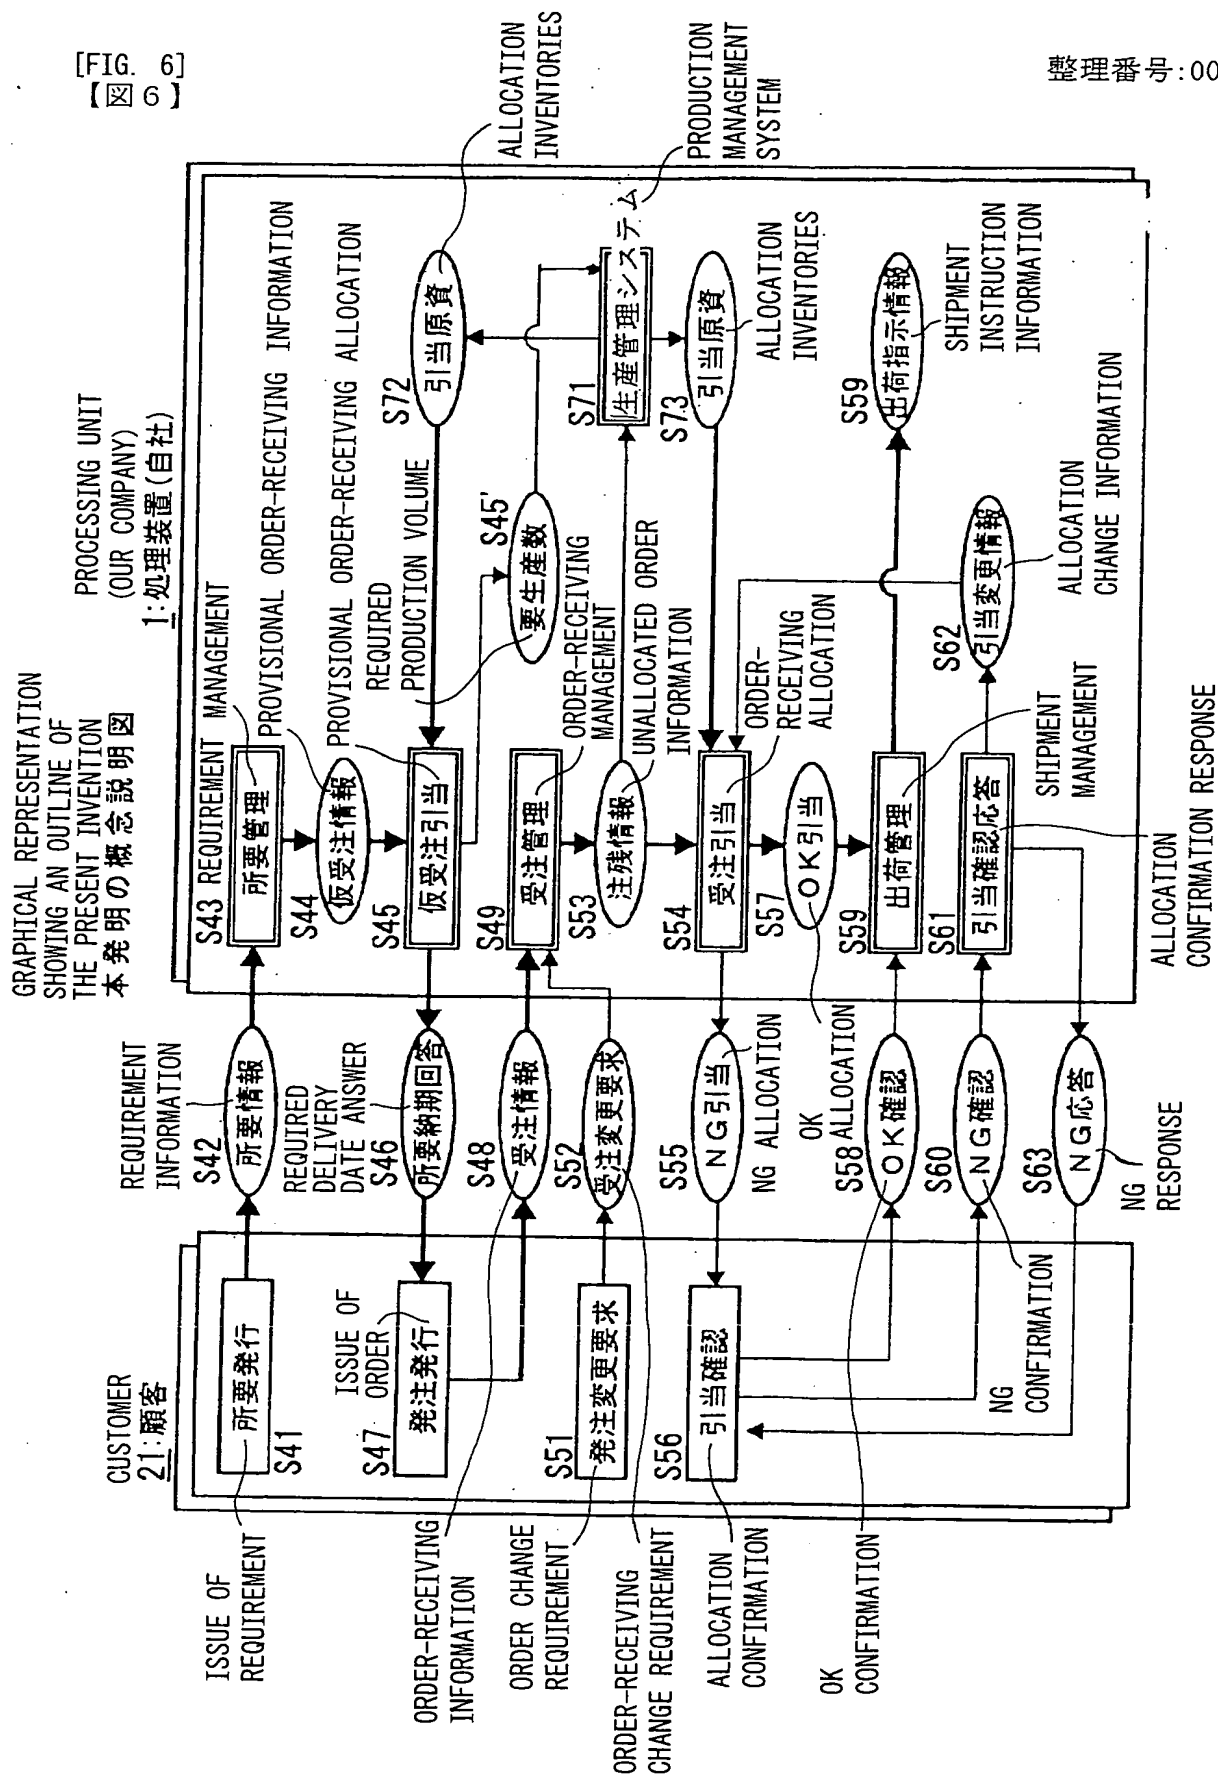 [FIG. 6]
【図６】
整理番号:00
GRAPHICAL REPRESENTATION
SHOWING AN OUTLINE OF
THE PRESENT INVENTION
本発明の概念説明図
CUSTOMER
21:顧客
PROCESSING UNIT
(OUR COMPANY)
1:処理装置(自社)
ISSUE OF
REQUIREMENT
所要発行
S41
REQUIREMENT
INFORMATION
S42
所要情報
S43 REQUIREMENT MANAGEMENT
所要管理
PROVISIONAL ORDER-RECEIVING INFORMATION
S44
仮受注情報
PROVISIONAL ORDER-RECEIVING ALLOCATION
S45
仮受注引当
REQUIRED
PRODUCTION VOLUME
S45'
要生産数
S72
引当原資
ALLOCATION
INVENTORIES
REQUIRED
DELIVERY
DATE ANSWER
S46
所要納期回答
ISSUE OF
ORDER
S47
発注発行
ORDER-RECEIVING
INFORMATION
S48
受注情報
S49
受注管理
ORDER-RECEIVING
MANAGEMENT
ORDER CHANGE
REQUIREMENT
S51
発注変更要求
ORDER-RECEIVING
CHANGE REQUIREMENT
S52
受注変更要求
S53
注残情報
UNALLOCATED ORDER
INFORMATION
S71
生産管理システム
PRODUCTION
MANAGEMENT
SYSTEM
S73
引当原資
ALLOCATION
INVENTORIES
S54
受注引当
ORDER-
RECEIVING
ALLOCATION
S55
ＮＧ引当
NG ALLOCATION
S56
引当確認
ALLOCATION
CONFIRMATION
S57
ＯＫ引当
OK
ALLOCATION
S58
ＯＫ確認
OK
CONFIRMATION
S59
出荷管理
SHIPMENT
MANAGEMENT
S59
出荷指示情報
SHIPMENT
INSTRUCTION
INFORMATION
S60
ＮＧ確認
NG
CONFIRMATION
S61
引当確認応答
ALLOCATION
CONFIRMATION RESPONSE
S62
引当変更情報
ALLOCATION
CHANGE INFORMATION
S63
ＮＧ応答
NG
RESPONSE